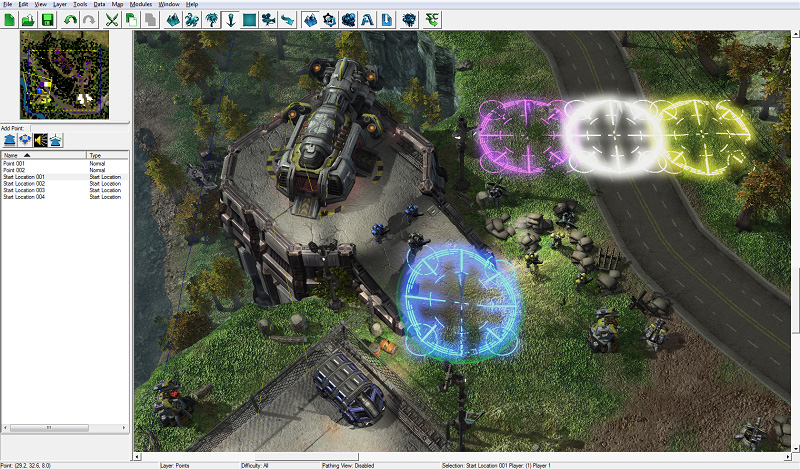 File Edit View Layer Tools Data Map Modules Window Help
Add Point:
Name Type
Point 001 Normal
Point 002 Normal
Start Location 001 Start Location
Start Location 002 Start Location
Start Location 003 Start Location
Start Location 004 Start Location
Point: (29.2, 32.6, 8.0) Layer: Points Difficulty: All Pathing View: Disabled Selection: Start Location 001 Player: (1) Player 1